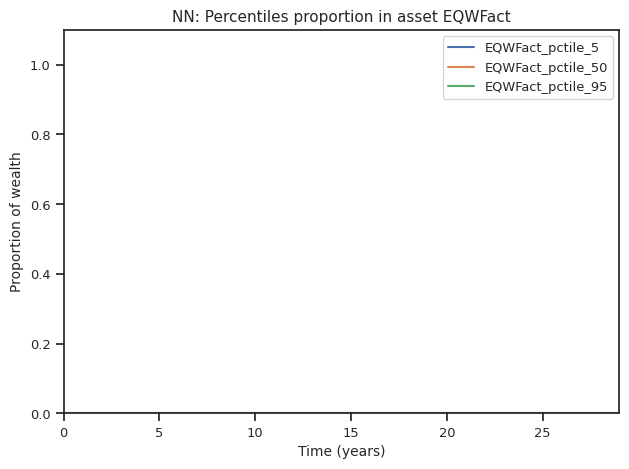 NN: Percentiles proportion in asset EQWFact
EQWFact_pctile_5
EQWFact_pctile_50
EQWFact_pctile_95
Proportion of wealth
1.0
0.8
0.6
0.4
0.2
0.0
0 5 10 15 20 25
Time (years)